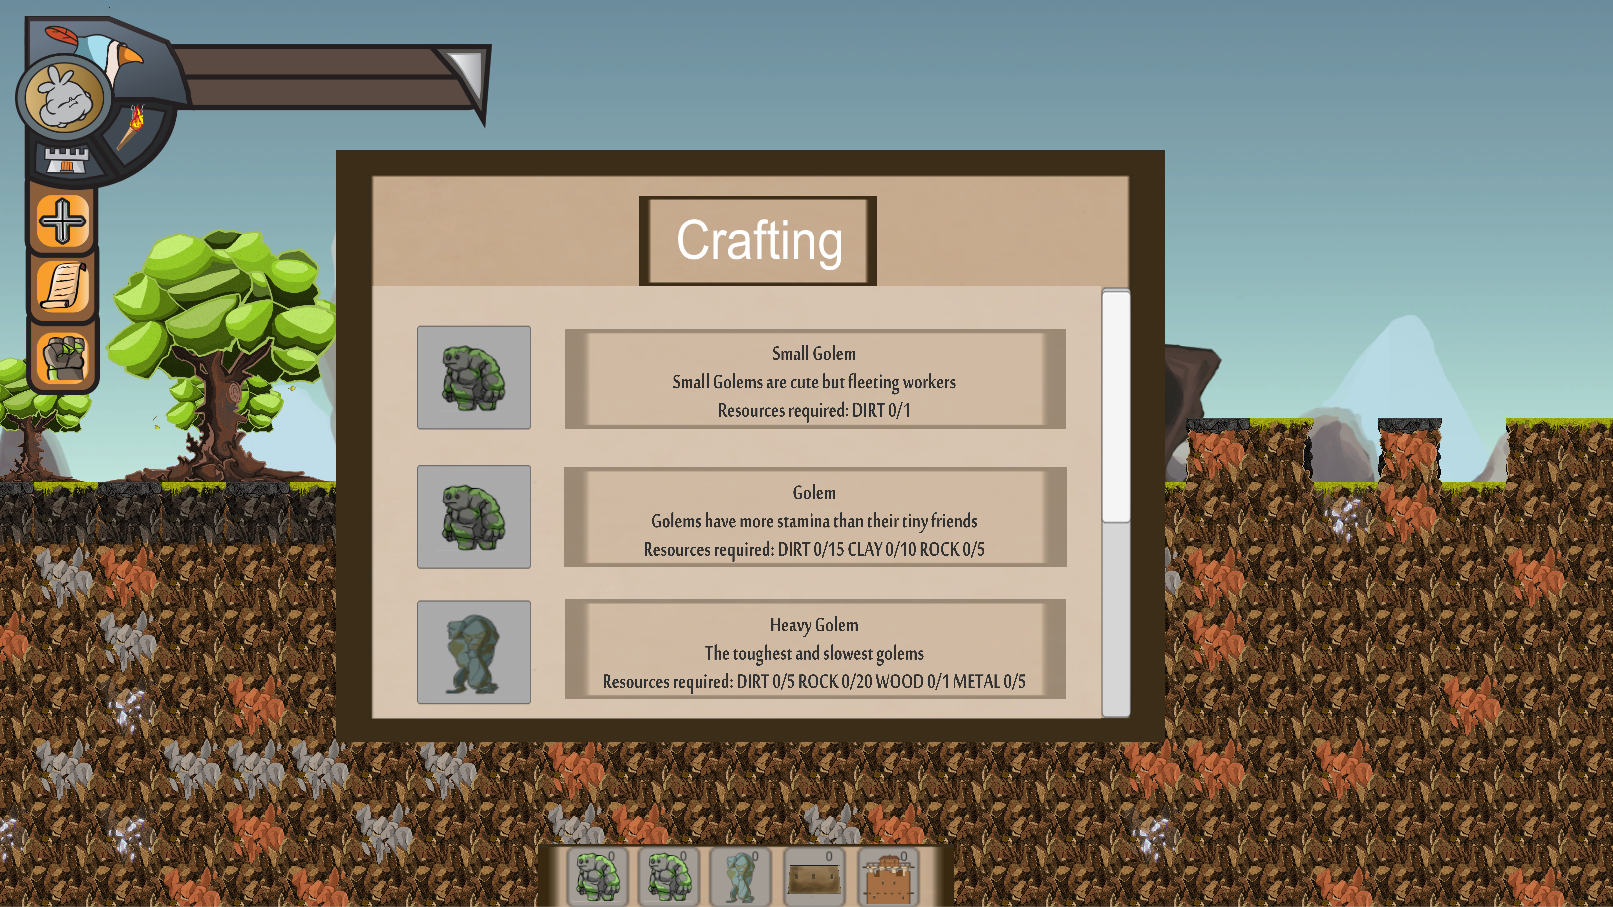 Crafting
Small Golem
Small Golems are cute but fleeting workers
Resources required: DIRT 0/1
Golem
Golems have more stamina than their tiny friends
Resources required: DIRT 0/15 CLAY 0/10 ROCK 0/5
Heavy Golem
The toughest and slowest golems
Resources required: DIRT 0/5 ROCK 0/20 WOOD 0/1 METAL 0/5
0 0 0 0 0